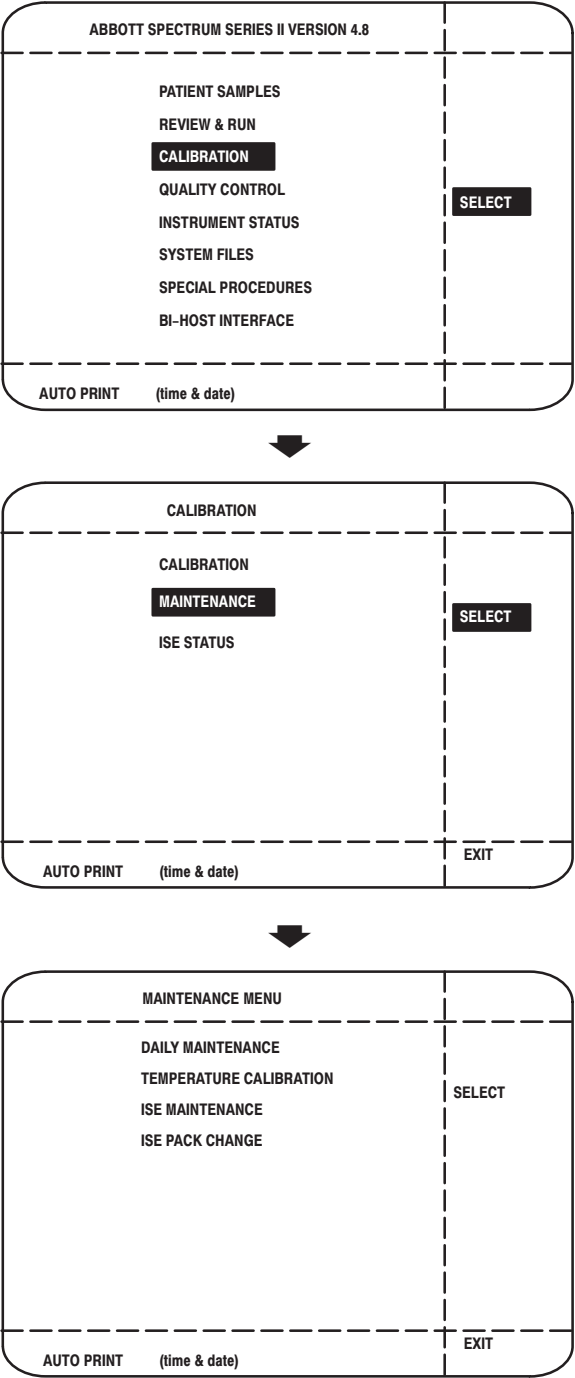 ABBOTT SPECTRUM SERIES II VERSION 4.8
PATIENT SAMPLES
REVIEW & RUN
CALIBRATION
QUALITY CONTROL
SELECT
INSTRUMENT STATUS
SYSTEM FILES
SPECIAL PROCEDURES
BI–HOST INTERFACE
AUTO PRINT (time & date)
CALIBRATION
CALIBRATION
MAINTENANCE
SELECT
ISE STATUS
EXIT
AUTO PRINT (time & date)
MAINTENANCE MENU
DAILY MAINTENANCE
TEMPERATURE CALIBRATION
SELECT
ISE MAINTENANCE
ISE PACK CHANGE
EXIT
AUTO PRINT (time & date)